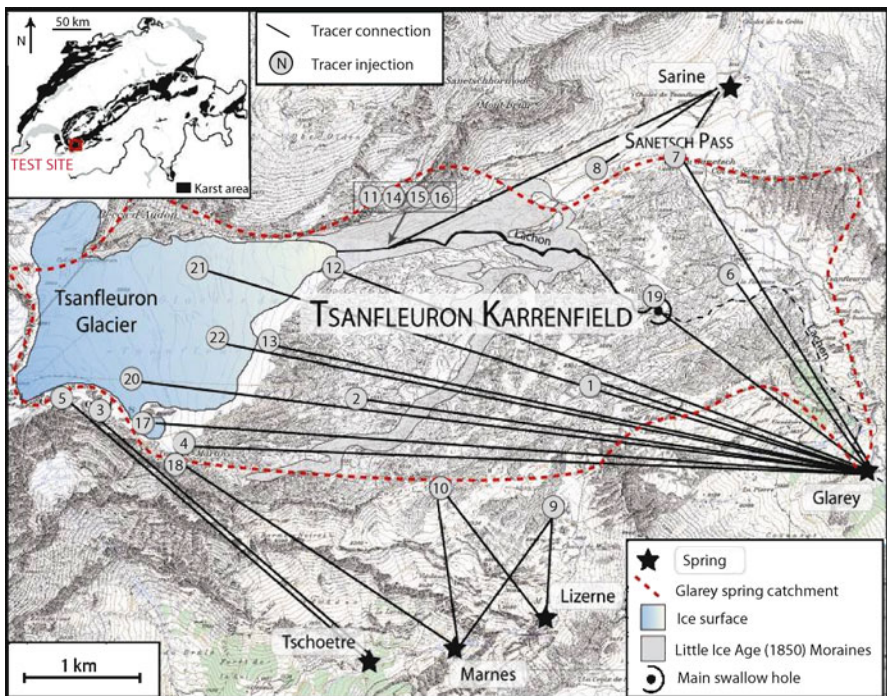 50 km
N
TEST SITE
Karst area
Tracer connection
N
Tracer injection
Sarine
SANETSCH PASS
7
8
11 14 15 16
Lachon
21
12
6
Tsanfleuron
Glacier
TSANFLEURON KARRENFIELD
19
Lachon
22
13
20
1
2
5
3
17
4
18
Glarey
10
9
Lizerne
Tschoetre
Marnes
1 km
Spring
Glarey spring catchment
Ice surface
Little Ice Age (1850) Moraines
Main swallow hole